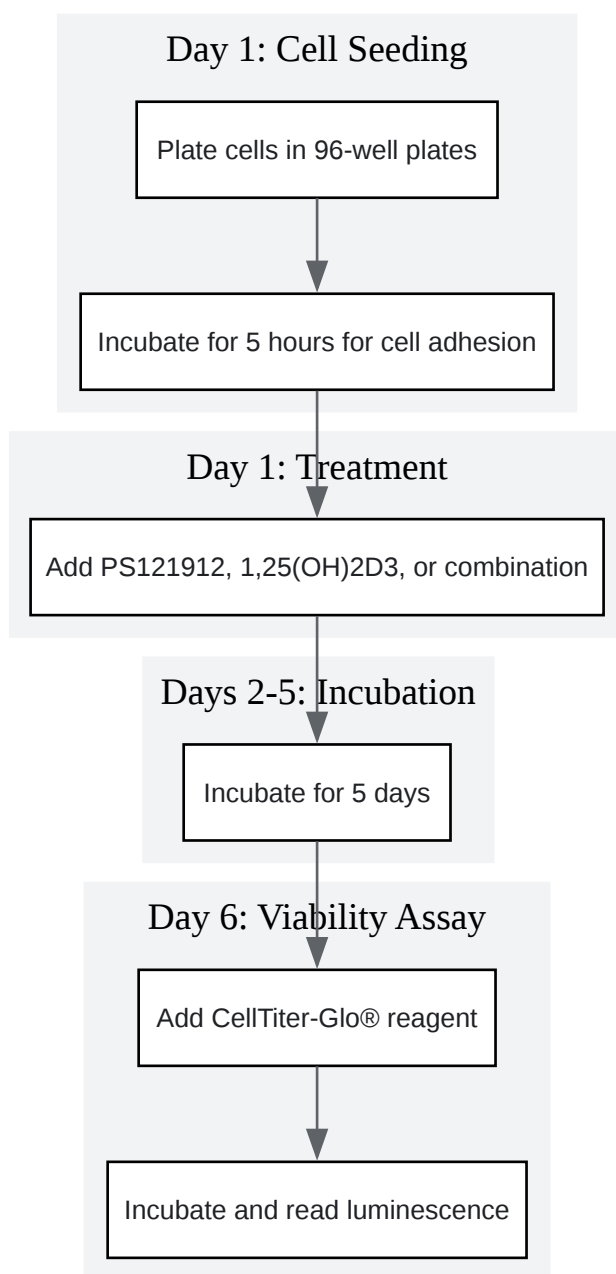 Day 1: Cell Seeding
Plate cells in 96-well plates
Incubate for 5 hours for cell adhesion
Day 1: Treatment
Add PS121912, 1,25(OH)2D3, or combination
Days 2-5: Incubation
Incubate for 5 days
Day 6: Viability Assay
Add CellTiter-Glo® reagent
Incubate and read luminescence